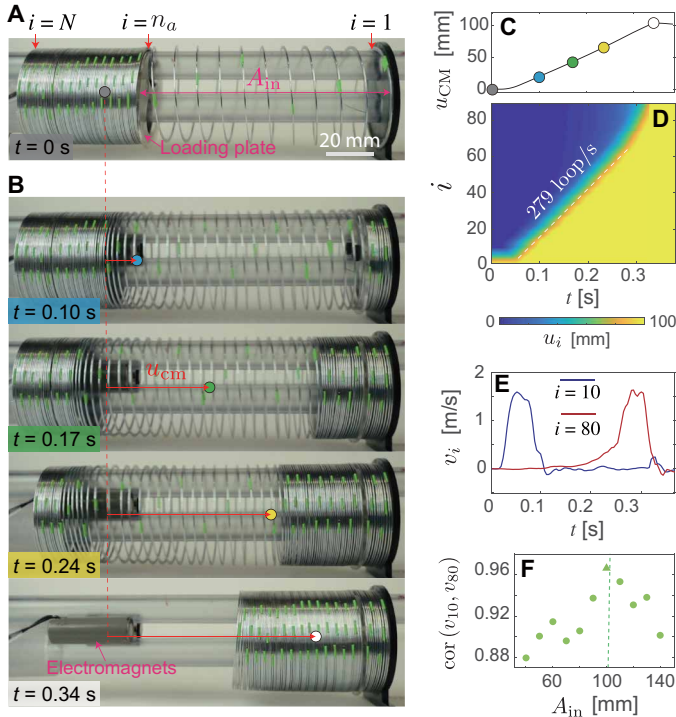 A
i = N
i = nₐ
i = 1
A_in
Loading plate
20 mm
t = 0 s
B
t = 0.10 s
u_cm
t = 0.17 s
t = 0.24 s
Electromagnets
t = 0.34 s
C
u_CM [mm]
100
50
0
D
i
80
60
40
20
0
279 loop/s
0
0.1
0.2
0.3
t [s]
0
100
u_i [mm]
E
i = 10
i = 80
v_i [m/s]
2
1
0
0
0.1
0.2
0.3
t [s]
F
cor (v₁₀, v₈₀)
0.96
0.92
0.88
60
100
140
A_in [mm]